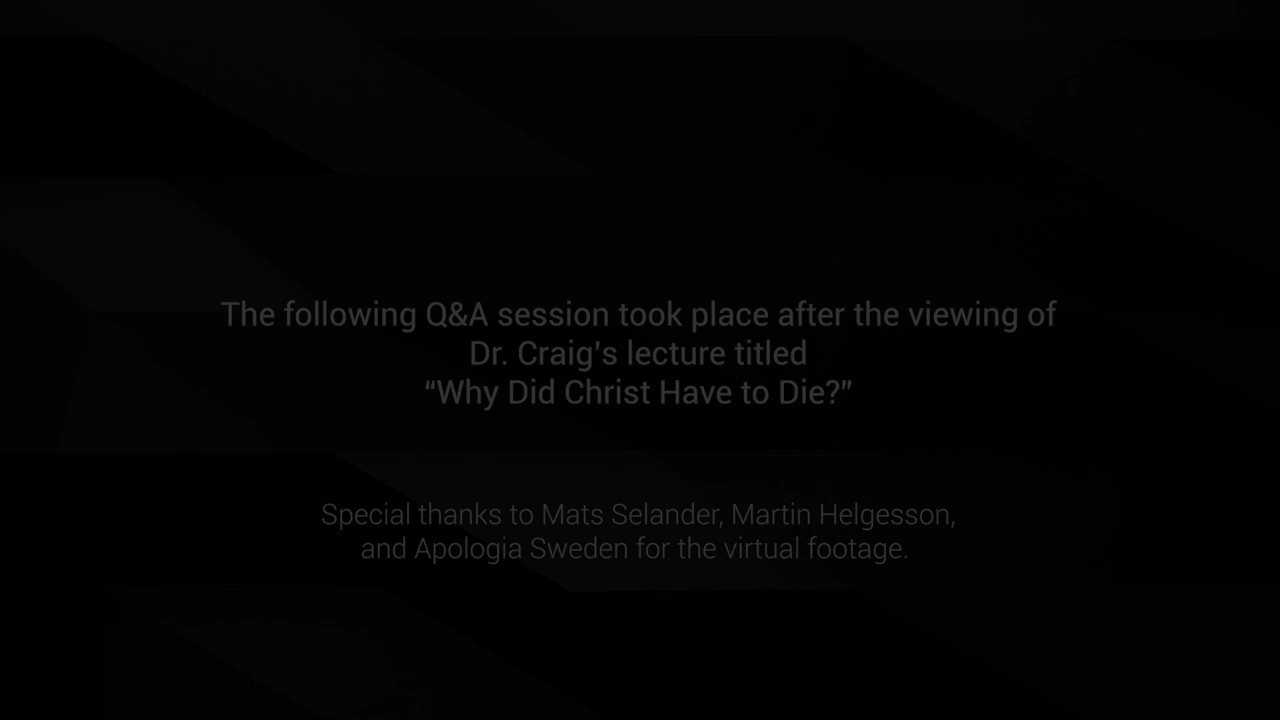 The following Q&A session took place after the viewing of
Dr. Craig's lecture titled
“Why Did Christ Have to Die?”
Special thanks to Mats Selander, Martin Helgesson,
and Apologia Sweden for the virtual footage.